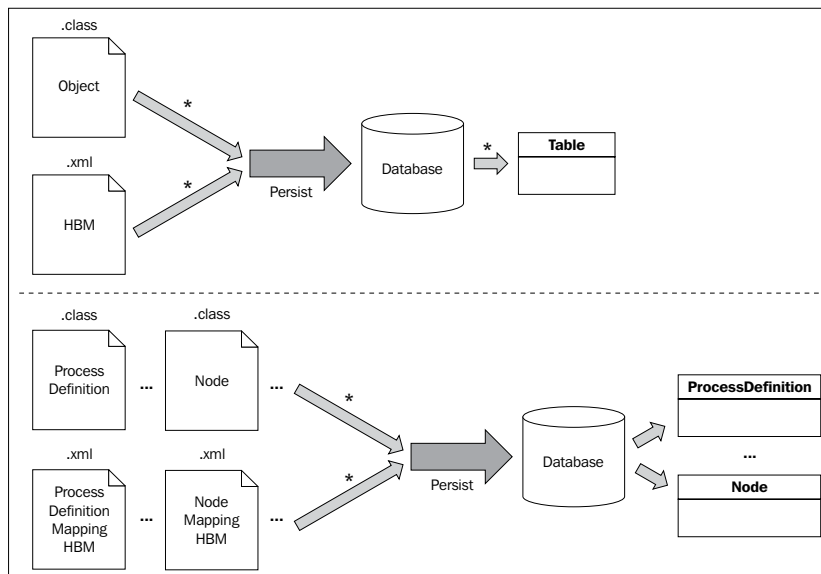 .class
Object
*
.xml
*
HBM
Persist
Database
*
Table
.class
.class
Process
Definition
...
Node
...
*
.xml
.xml
*
Process
Definition
Mapping
HBM
...
Node
Mapping
HBM
...
Persist
Database
ProcessDefinition
...
Node